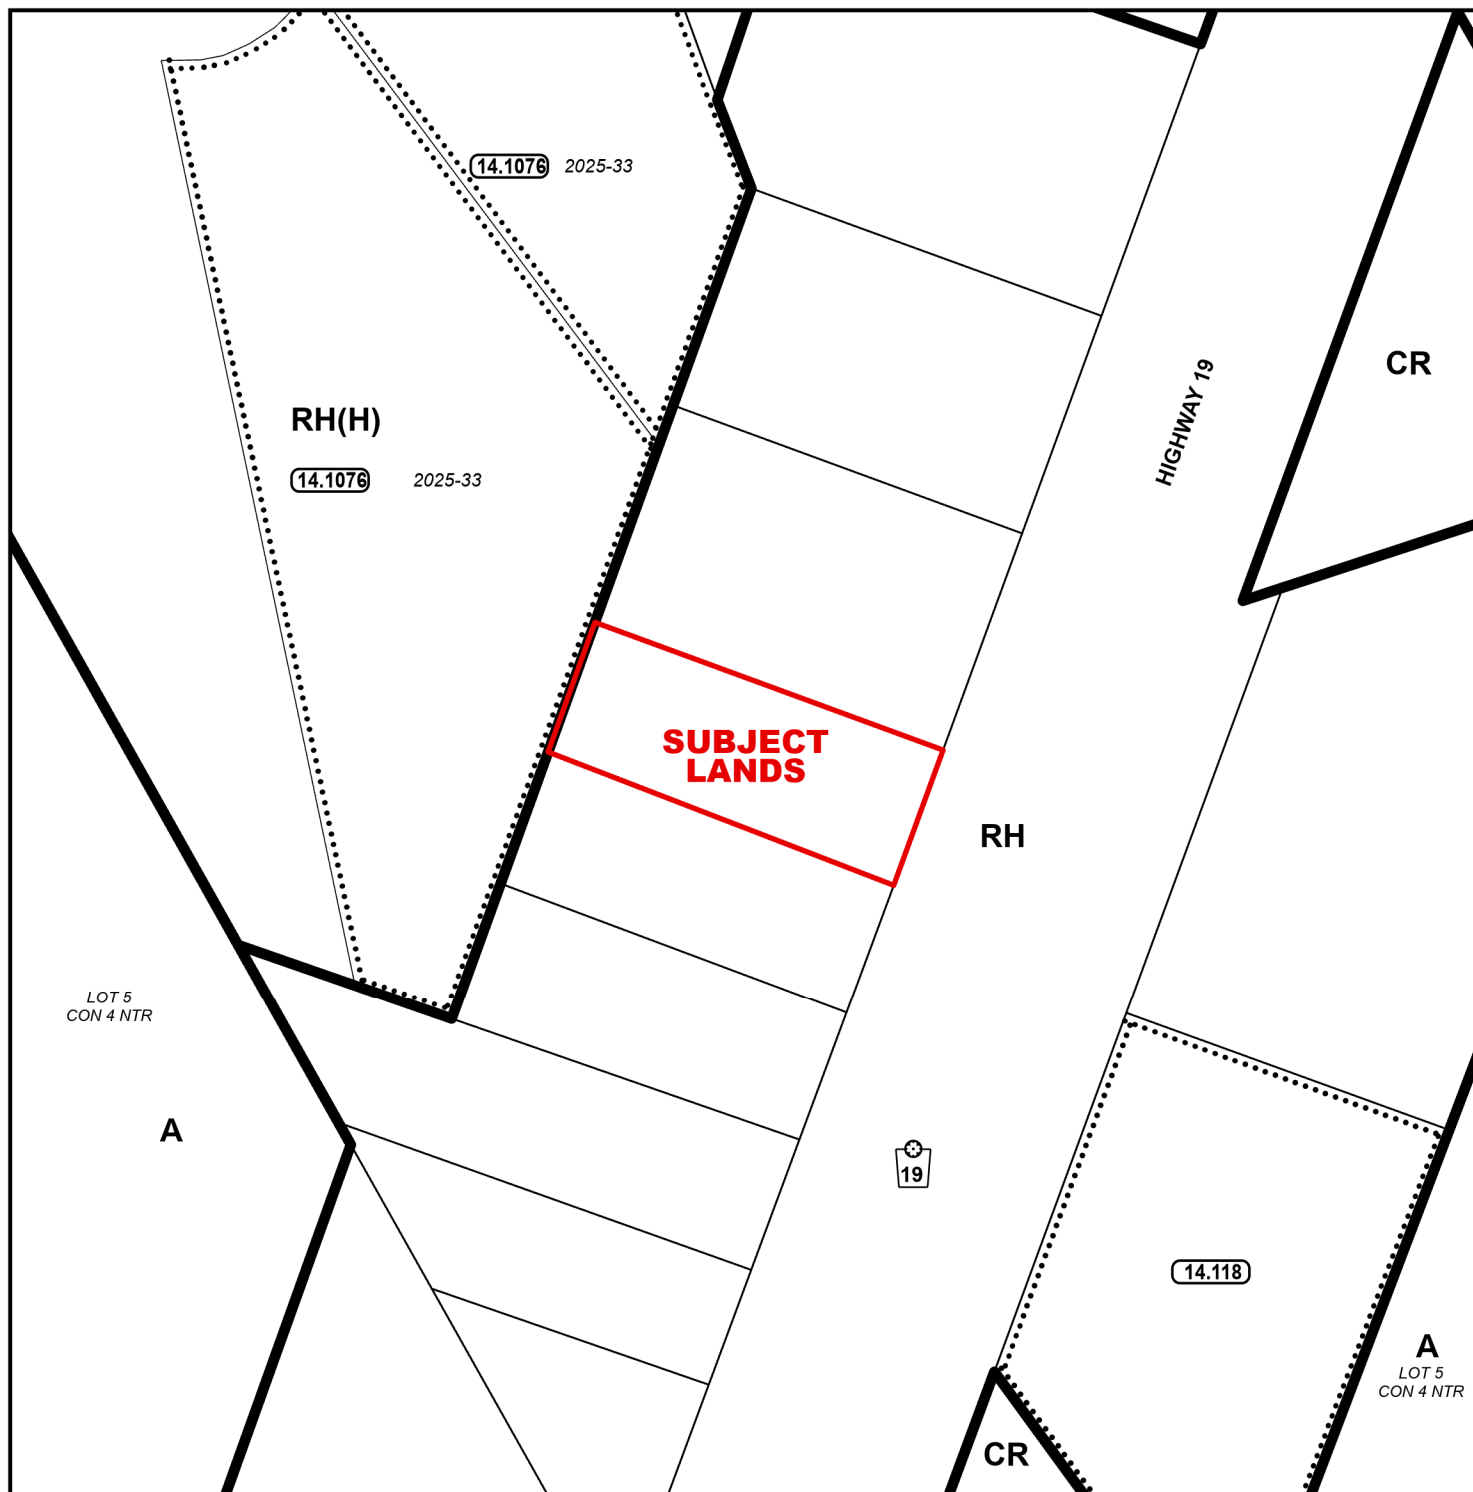 14.1076 2025-33
CR
HIGHWAY 19
RH(H)
14.1076 2025-33
SUBJECT
LANDS
RH
LOT 5
CON 4 NTR
A
19
14.118
A
LOT 5
CON 4 NTR
CR